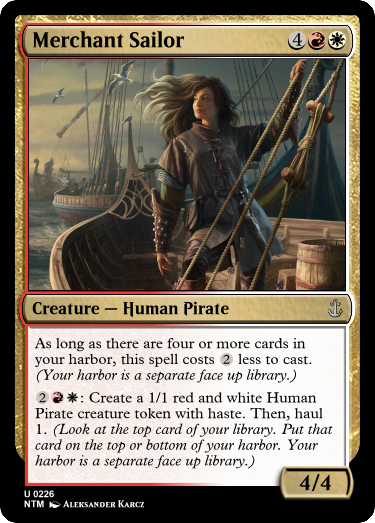 Merchant Sailor 4
Creature — Human Pirate
As long as there are four or more cards in
your harbor, this spell costs 2 less to cast.
(Your harbor is a separate face up library.)
2: Create a 1/1 red and white Human
Pirate creature token with haste. Then, haul
1. (Look at the top card of your library. Put that
card on the top or bottom of your harbor. Your
harbor is a separate face up library.)
4/4
U 0226
NTM Aleksander Karcz